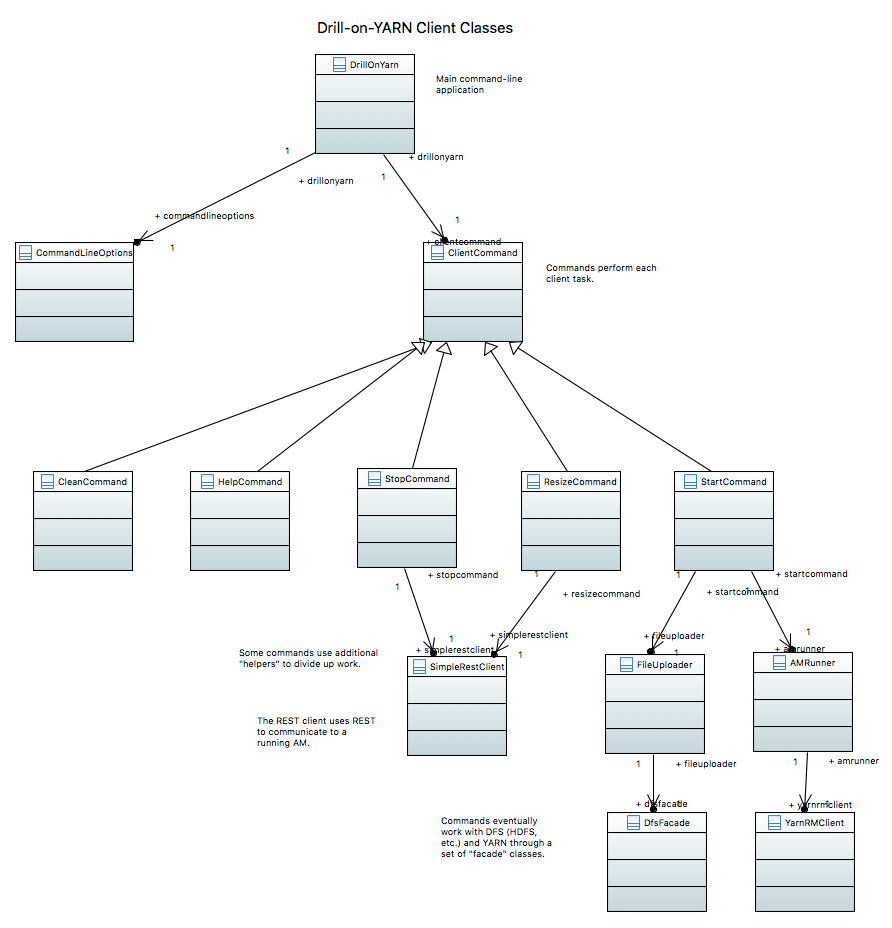 Drill-on-YARN Client Classes
DrillOnYarn
Main command-line
application
1
+ drillonyarn
+ drillonyarn
1
+ commandlineoptions
1
1
+ clientcommand
CommandLineOptions
ClientCommand
Commands perform each
client task.
CleanCommand
HelpCommand
StopCommand
ResizeCommand
StartCommand
1
+ stopcommand
1
+ resizecommand
1
+ startcommand
1
+ startcommand
Some commands use additional
"helpers" to divide up work.
1
+ simplerestclient
+ simplerestclient
1
+ fileuploader
1
1
+ amrunner
SimpleRestClient
FileUploader
AMRunner
The REST client uses REST
to communicate to a
running AM.
1
+ fileuploader
1
+ amrunner
+ dfsfacade
1
+ yarnrmclient
1
Commands eventually
work with DFS (HDFS,
etc.) and YARN through a
set of "facade" classes.
DfsFacade
YarnRMClient